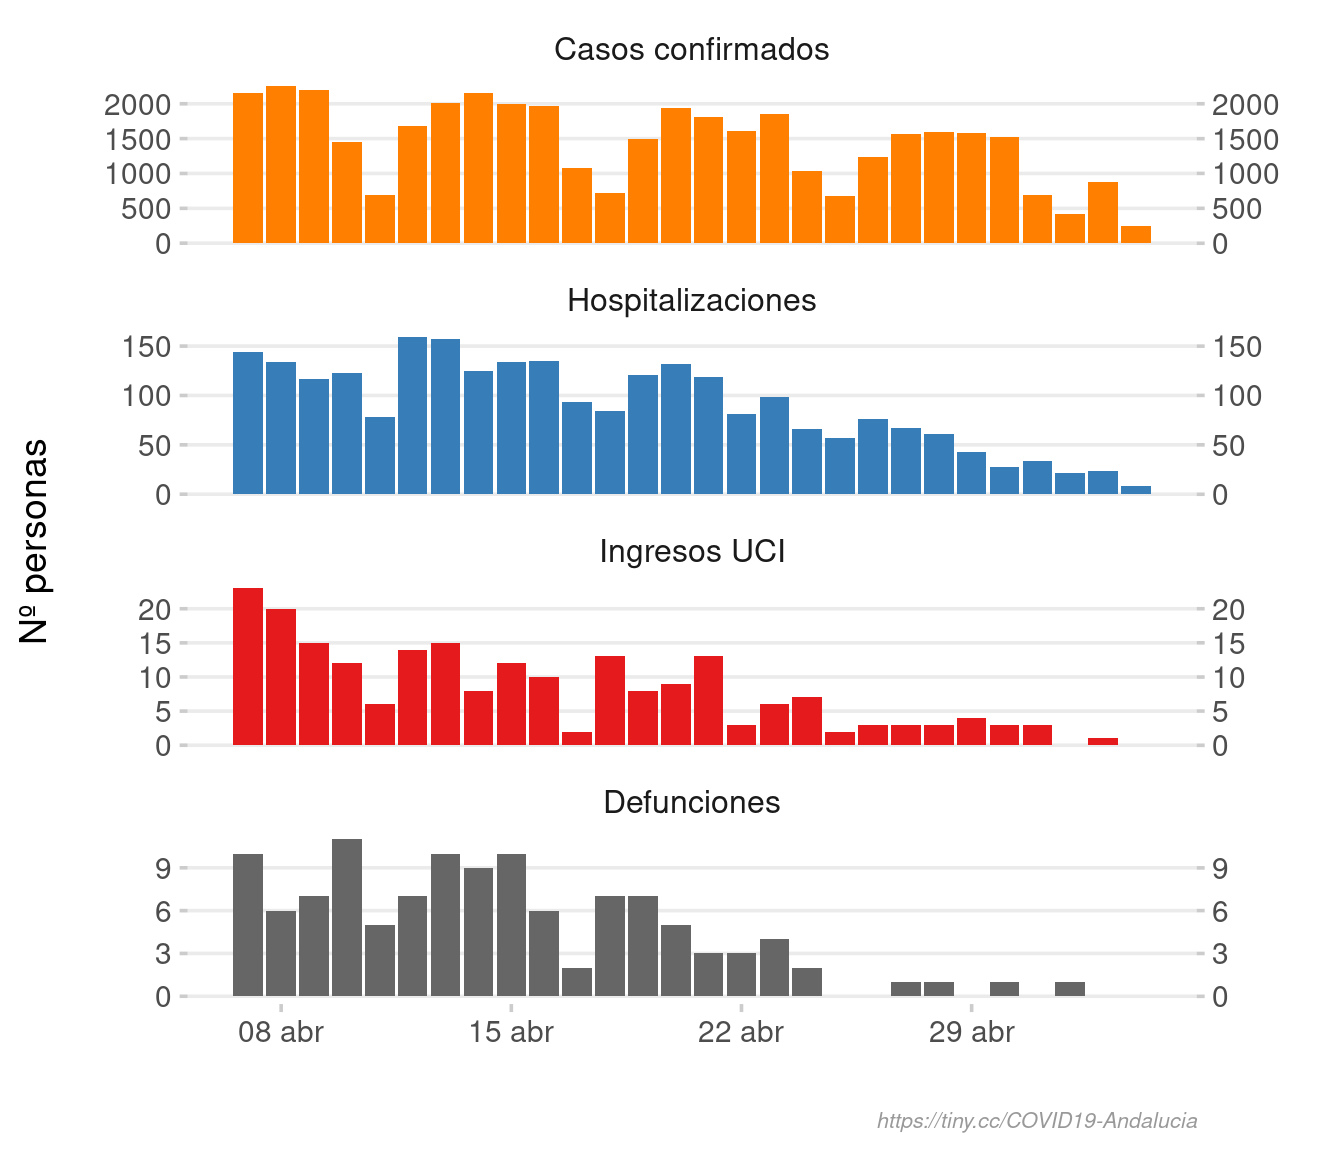 Casos confirmados
2000 2000
1500 1500
1000 1000
500 500
0 0
Hospitalizaciones
150 150
100 100
50 50
0 0
Nº personas
Ingresos UCI
20 20
15 15
10 10
5 5
0 0
Defunciones
9 9
6 6
3 3
0 0
08 abr 15 abr 22 abr 29 abr
https://tiny.cc/COVID19-Andalucia